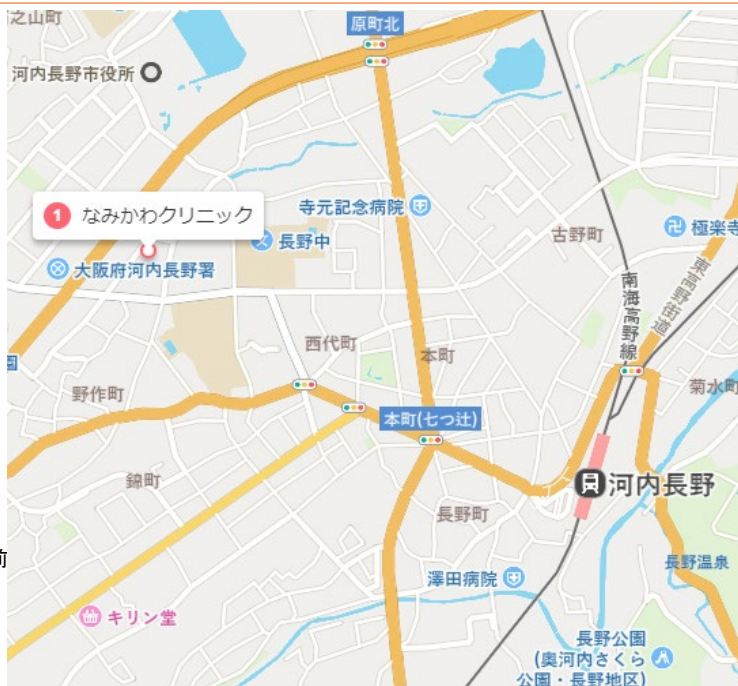 之山町
原町北
河内長野市役所
1 なみかわクリニック
寺元記念病院
古野町
極楽寺
長野中
大阪府河内長野署
南海高野線
東高野街道
西代町
本町
園
野作町
菊水町
本町(七つ辻)
錦町
河内長野
長野町
前
長野温泉
澤田病院
キリン堂
長野公園
(奥河内さくら
公園・長野地区)